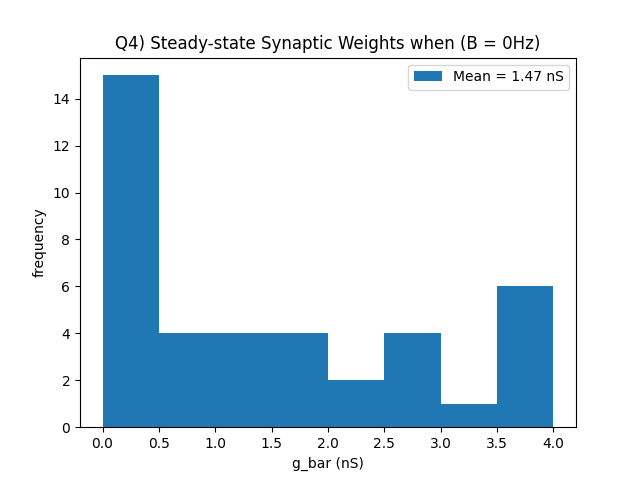 Q4) Steady-state Synaptic Weights when (B = 0Hz)
Mean = 1.47 nS
frequency
14
12
10
8
6
4
2
0
0.0 0.5 1.0 1.5 2.0 2.5 3.0 3.5 4.0
g_bar (nS)